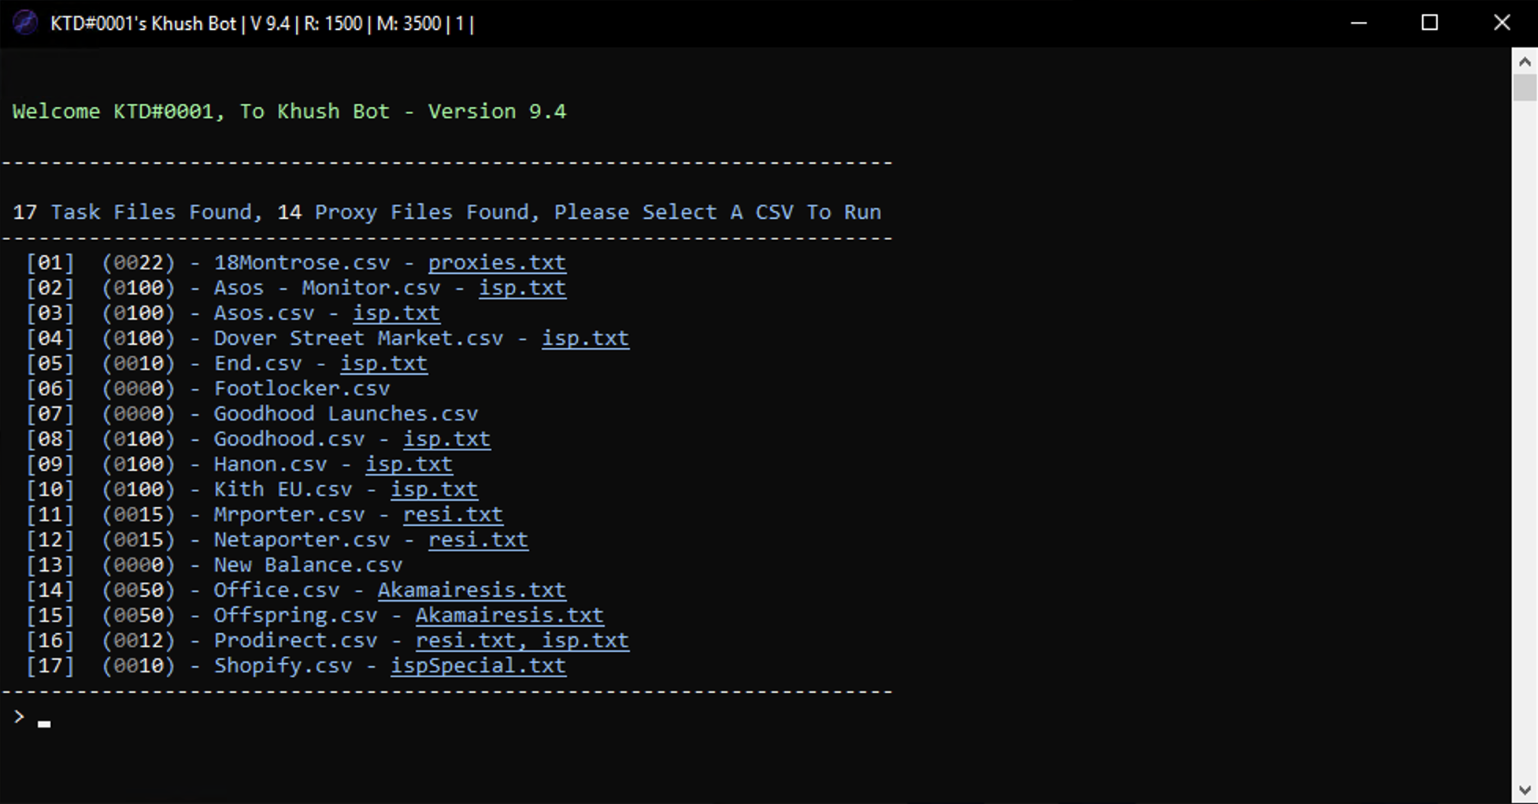 KTD#0001's Khush Bot | V 9.4 | R: 1500 | M: 3500 | 1 |
Welcome KTD#0001, To Khush Bot - Version 9.4
-----------------------------------------------------------------------
17 Task Files Found, 14 Proxy Files Found, Please Select A CSV To Run
-----------------------------------------------------------------------
[01] (0022) - 18Montrose.csv - proxies.txt
[02] (0100) - Asos - Monitor.csv - isp.txt
[03] (0100) - Asos.csv - isp.txt
[04] (0100) - Dover Street Market.csv - isp.txt
[05] (0010) - End.csv - isp.txt
[06] (0000) - Footlocker.csv
[07] (0000) - Goodhood Launches.csv
[08] (0100) - Goodhood.csv - isp.txt
[09] (0100) - Hanon.csv - isp.txt
[10] (0100) - Kith EU.csv - isp.txt
[11] (0015) - Mrporter.csv - resi.txt
[12] (0015) - Netaporter.csv - resi.txt
[13] (0000) - New Balance.csv
[14] (0050) - Office.csv - Akamairesis.txt
[15] (0050) - Offspring.csv - Akamairesis.txt
[16] (0012) - Prodirect.csv - resi.txt, isp.txt
[17] (0010) - Shopify.csv - ispSpecial.txt
-----------------------------------------------------------------------
> _